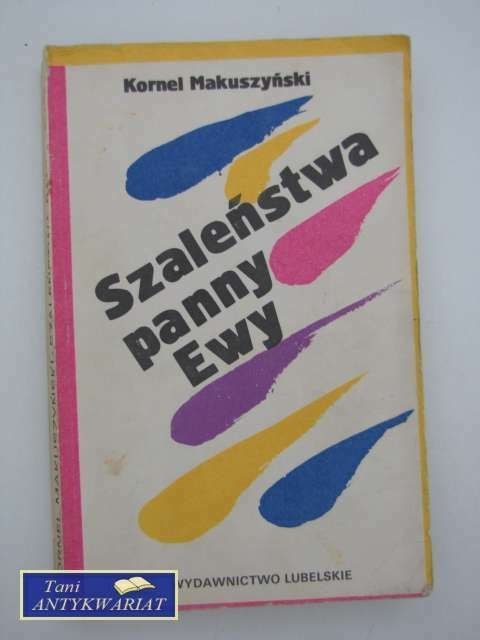 Kornel Makuszyński
Szaleństwa
panny
Ewy
WYDAWNICTWO LUBELSKIE
Tani
ANTYKWARIAT